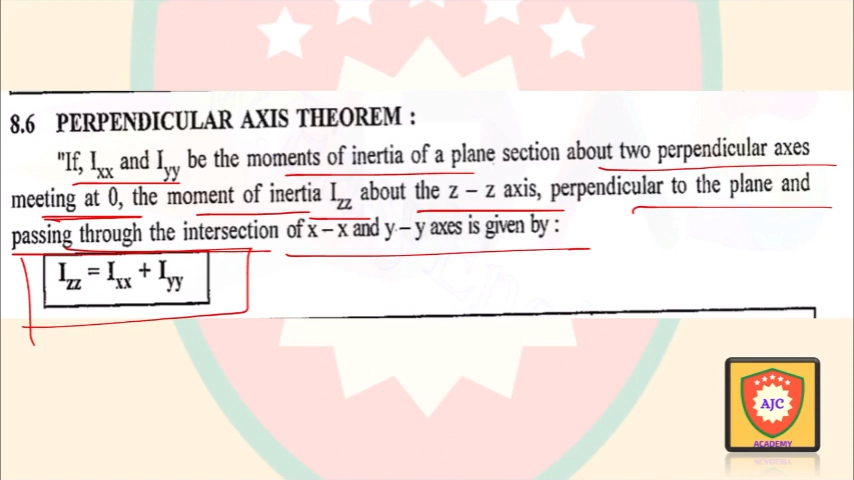 8.6 PERPENDICULAR AXIS THEOREM :
"If, Ixx and Iyy be the moments of inertia of a plane section about two perpendicular axes
meeting at 0, the moment of inertia Izz about the z – z axis, perpendicular to the plane and
passing through the intersection of x – x and y – y axes is given by :
Izz = Ixx + Iyy
AJC
ACADEMY